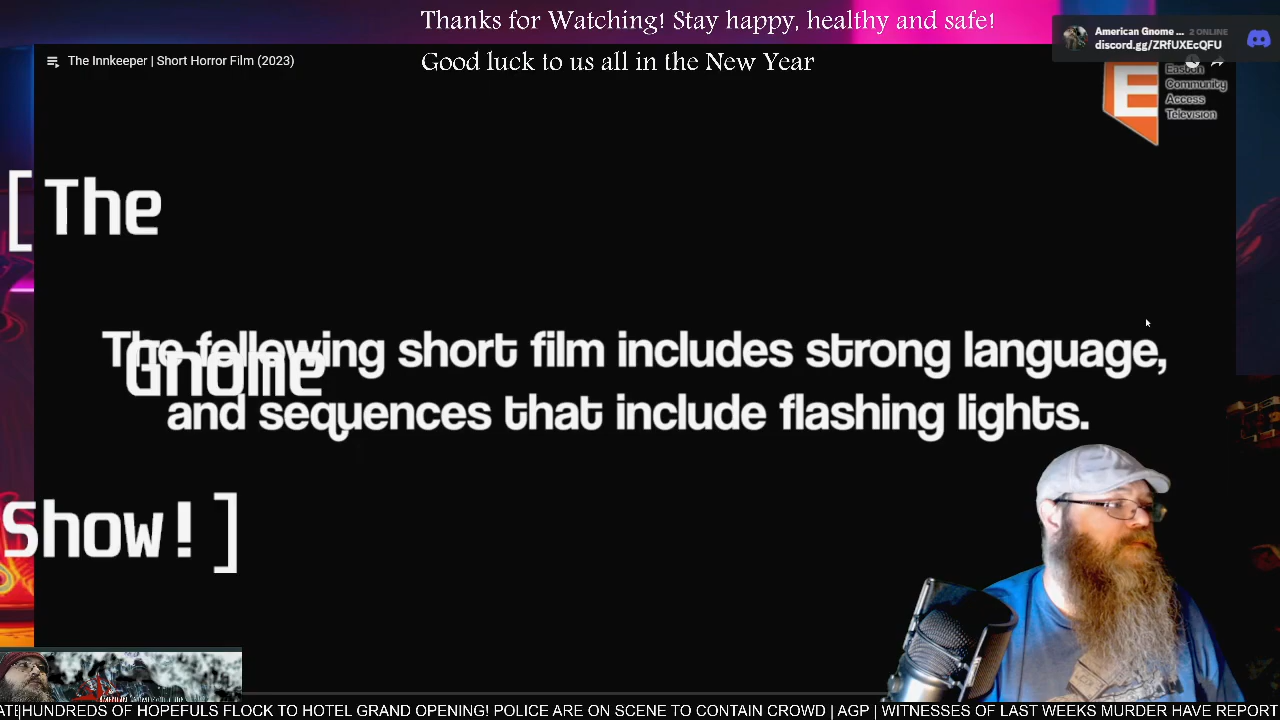 Thanks for Watching! Stay happy, healthy and safe!
American Gnome ... 2 ONLINE
discord.gg/ZRfUXEcQFU
The Innkeeper | Short Horror Film (2023)
Good luck to us all in the New Year
E
Easton
Community
Access
Television
[The
Gnome
Show!]
The following short film includes strong language,
and sequences that include flashing lights.
ATE|HUNDREDS OF HOPEFULS FLOCK TO HOTEL GRAND OPENING! POLICE ARE ON SCENE TO CONTAIN CROWD | AGP | WITNESSES OF LAST WEEKS MURDER HAVE REPORT